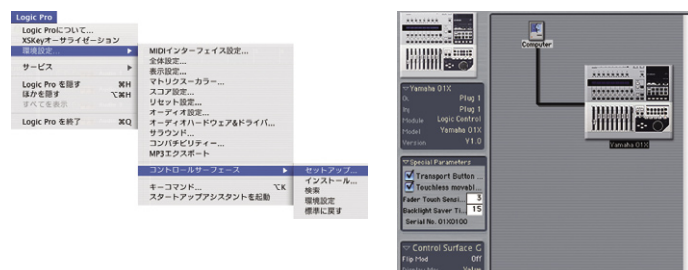 Logic Pro
Logic Proについて...
XSKeyオーサライゼーション
環境設定...
サービス
Logic Pro を隠す ⌘H
ほかを隠す ⌥⌘H
すべてを表示
Logic Pro を終了 ⌘Q
MIDIインターフェイス設定...
全体設定...
表示設定...
マトリクスカラー...
スコア設定...
リセット設定...
オーディオ設定...
オーディオハードウェア&ドライバ...
サラウンド...
コンパチビリティー...
MP3エクスポート
コントロールサーフェース
キーコマンド... ⌥K
スタートアップアシスタントを起動
セットアップ...
インストール...
検索
環境設定
標準に戻す
Computer
Yamaha 01X
Yamaha 01X
Plug 1
Plug 1
Module Logic Control
Model Yamaha 01X
Version V1.0
Special Parameters
Transport Button ...
Touchless movabl...
Fader Touch Sensi... 3
Backlight Saver Ti... 15
Serial No. 01X0100
Control Surface G
Flip Mod Off
Value